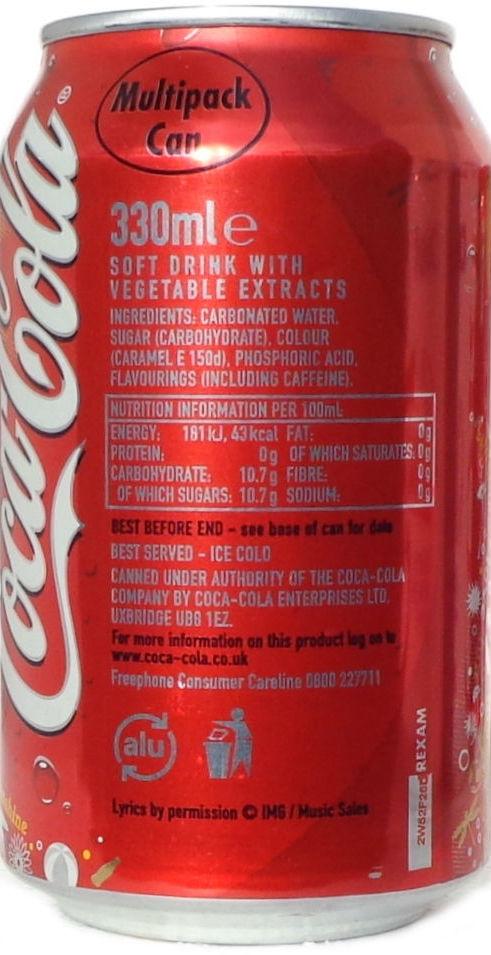 Coca-Cola®
Multipack
Can
330ml e
SOFT DRINK WITH
VEGETABLE EXTRACTS
INGREDIENTS: CARBONATED WATER,
SUGAR (CARBOHYDRATE), COLOUR
(CARAMEL E 150d), PHOSPHORIC ACID,
FLAVOURINGS (INCLUDING CAFFEINE).
NUTRITION INFORMATION PER 100ml:
ENERGY: 181 kJ, 43 kcal FAT: 0g
PROTEIN: 0g OF WHICH SATURATES: 0g
CARBOHYDRATE: 10.7g FIBRE: 0g
OF WHICH SUGARS: 10.7g SODIUM: 0g
BEST BEFORE END – see base of can for date
BEST SERVED – ICE COLD
CANNED UNDER AUTHORITY OF THE COCA-COLA
COMPANY BY COCA-COLA ENTERPRISES LTD,
UXBRIDGE UB8 1EZ.
For more information on this product log on to
www.coca-cola.co.uk
Freephone Consumer Careline 0800 227711
alu
Lyrics by permission © IMG / Music Sales
REXAM